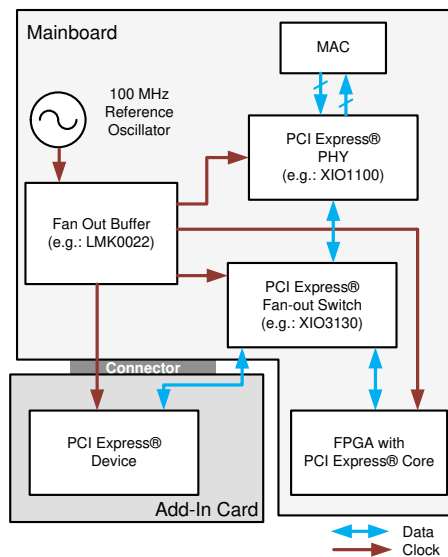 Mainboard
MAC
100 MHz
Reference
Oscillator
PCI Express®
PHY
(e.g.: XIO1100)
Fan Out Buffer
(e.g.: LMK0022)
PCI Express®
Fan-out Switch
(e.g.: XIO3130)
Connector
PCI Express®
Device
FPGA with
PCI Express® Core
Add-In Card
Data
Clock